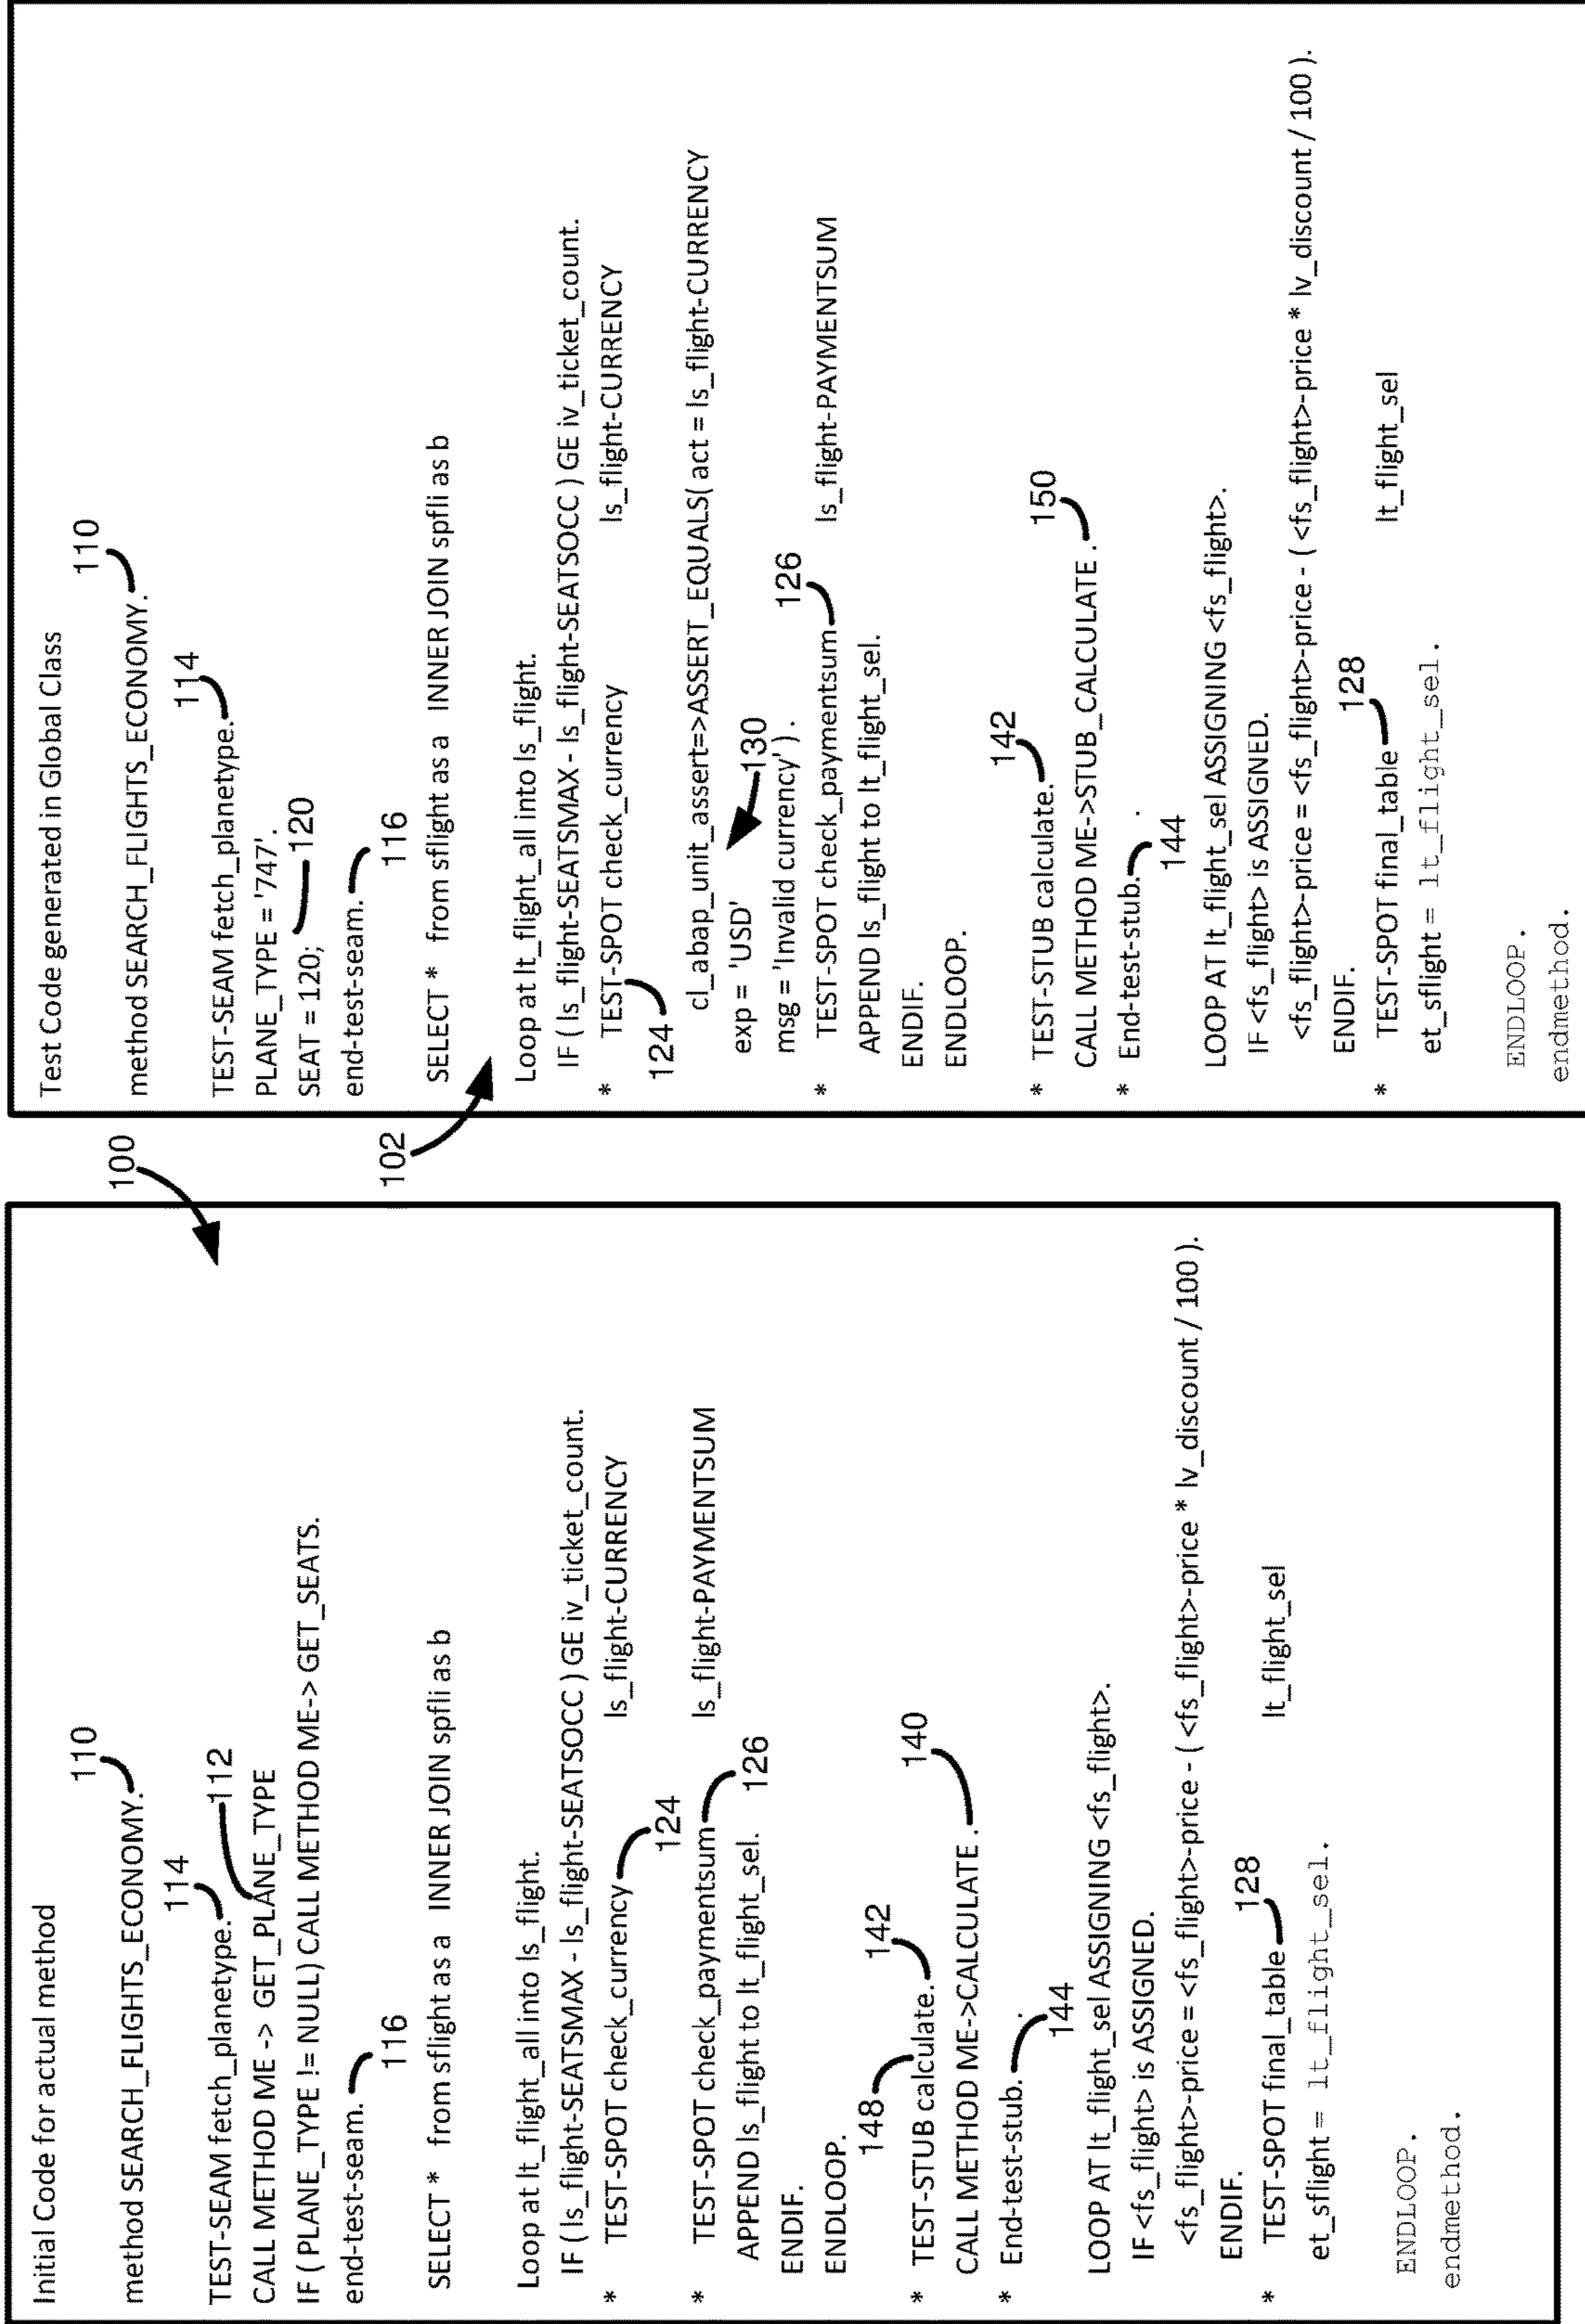 Initial Code for actual method
110
method SEARCH_FLIGHTS_ECONOMY.
114
TEST-SEAM fetch_planetype.
112
CALL METHOD ME -> GET_PLANE_TYPE
IF ( PLANE_TYPE != NULL) CALL METHOD ME-> GET_SEATS.
end-test-seam.
116
SELECT * from sflight as a INNER JOIN spfli as b
Loop at lt_flight_all into ls_flight.
IF ( ls_flight-SEATSMAX - ls_flight-SEATSOCC ) GE iv_ticket_count.
* TEST-SPOT check_currency ls_flight-CURRENCY
124
* TEST-SPOT check_paymentsum ls_flight-PAYMENTSUM
126
APPEND ls_flight to lt_flight_sel.
ENDIF.
ENDLOOP.
148
142
140
* TEST-STUB calculate.
CALL METHOD ME->CALCULATE .
* End-test-stub. .
144
LOOP AT lt_flight_sel ASSIGNING <fs_flight>.
IF <fs_flight> is ASSIGNED.
<fs_flight>-price = <fs_flight>-price - ( <fs_flight>-price * lv_discount / 100 ).
ENDIF.
128
* TEST-SPOT final_table lt_flight_sel
et_sflight = lt_flight_sel.
ENDLOOP.
endmethod.
100
102
Test Code generated in Global Class
110
method SEARCH_FLIGHTS_ECONOMY.
114
TEST-SEAM fetch_planetype.
PLANE_TYPE = '747'.
SEAT = 120;
120
end-test-seam.
116
SELECT * from sflight as a INNER JOIN spfli as b
Loop at lt_flight_all into ls_flight.
IF ( ls_flight-SEATSMAX - ls_flight-SEATSOCC ) GE iv_ticket_count.
* TEST-SPOT check_currency ls_flight-CURRENCY
124
cl_abap_unit_assert=>ASSERT_EQUALS( act = ls_flight-CURRENCY
exp = 'USD'
130
msg = 'Invalid currency' ) .
126
* TEST-SPOT check_paymentsum ls_flight-PAYMENTSUM
APPEND ls_flight to lt_flight_sel.
ENDIF.
ENDLOOP.
142
150
* TEST-STUB calculate.
CALL METHOD ME->STUB_CALCULATE .
* End-test-stub. .
144
LOOP AT lt_flight_sel ASSIGNING <fs_flight>.
IF <fs_flight> is ASSIGNED.
<fs_flight>-price = <fs_flight>-price - ( <fs_flight>-price * lv_discount / 100 ).
ENDIF.
128
* TEST-SPOT final_table lt_flight_sel
et_sflight = lt_flight_sel.
ENDLOOP.
endmethod.